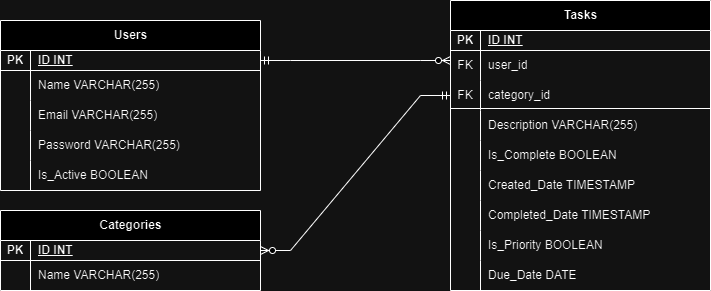 Users
PK ID INT
Name VARCHAR(255)
Email VARCHAR(255)
Password VARCHAR(255)
Is_Active BOOLEAN
Categories
PK ID INT
Name VARCHAR(255)
Tasks
PK ID INT
FK user_id
FK category_id
Description VARCHAR(255)
Is_Complete BOOLEAN
Created_Date TIMESTAMP
Completed_Date TIMESTAMP
Is_Priority BOOLEAN
Due_Date DATE